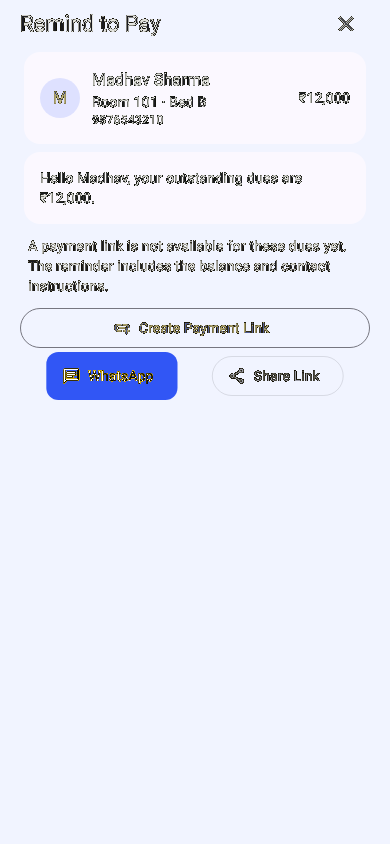 Remind to Pay
M
Madhav Sharma
Room 101 - Bed B
9876543210
₹12,000
Hello Madhav, your outstanding dues are
₹12,000.
A payment link is not available for these dues yet.
The reminder includes the balance and contact
instructions.
Create Payment Link
WhatsApp
Share Link